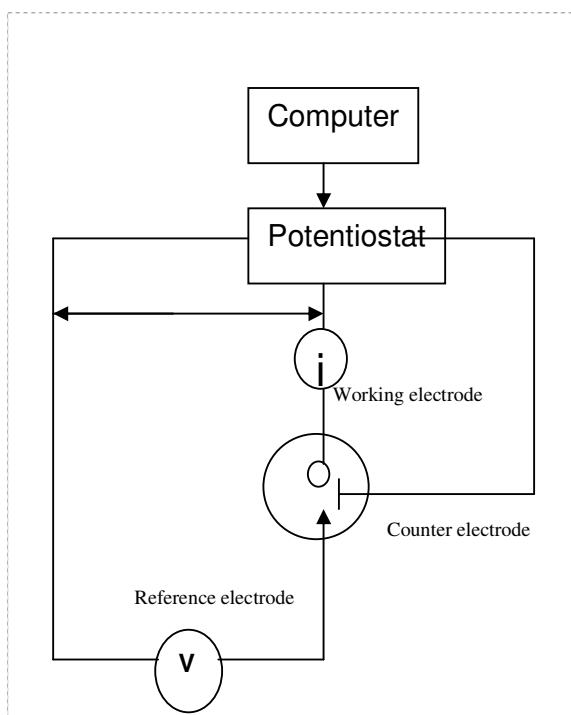 Computer
Potentiostat
i
Working electrode
Counter electrode
Reference electrode
v